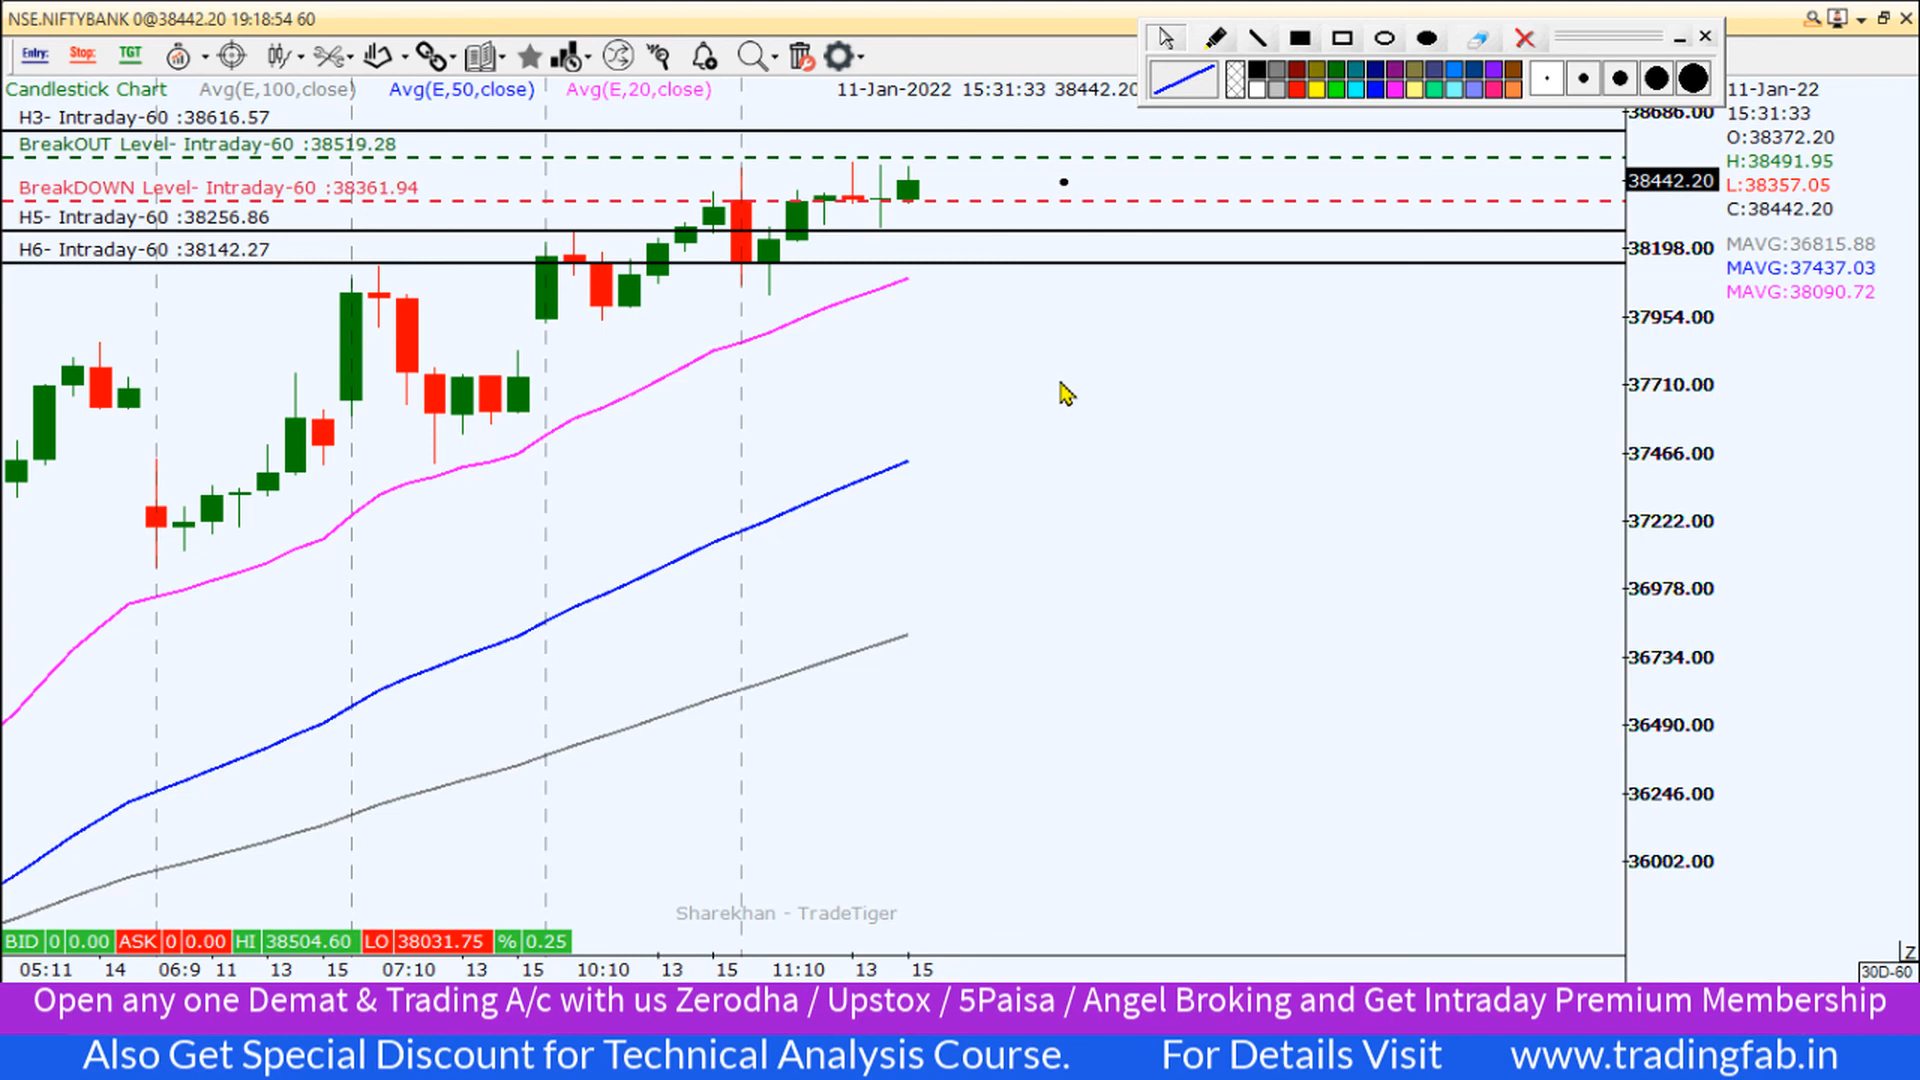 NSE.NIFTYBANK 0@38442.20 19:18:54 60
Entry: Stop: TGT
Candlestick Chart Avg(E,100,close) Avg(E,50,close) Avg(E,20,close) 11-Jan-2022 15:31:33 38442.20
11-Jan-22
15:31:33
O:38372.20
H:38491.95
L:38357.05
C:38442.20
MAVG:36815.88
MAVG:37437.03
MAVG:38090.72
H3- Intraday-60 :38616.57
BreakOUT Level- Intraday-60 :38519.28
BreakDOWN Level- Intraday-60 :38361.94
H5- Intraday-60 :38256.86
H6- Intraday-60 :38142.27
38686.00
38442.20
38198.00
37954.00
37710.00
37466.00
37222.00
36978.00
36734.00
36490.00
36246.00
36002.00
Sharekhan - TradeTiger
BID 0 0.00 ASK 0 0.00 HI 38504.60 LO 38031.75 % 0.25
Z
05:11 14 06:9 11 13 15 07:10 13 15 10:10 13 15 11:10 13 15
30D-60
Open any one Demat & Trading A/c with us Zerodha / Upstox / 5Paisa / Angel Broking and Get Intraday Premium Membership
Also Get Special Discount for Technical Analysis Course. For Details Visit www.tradingfab.in